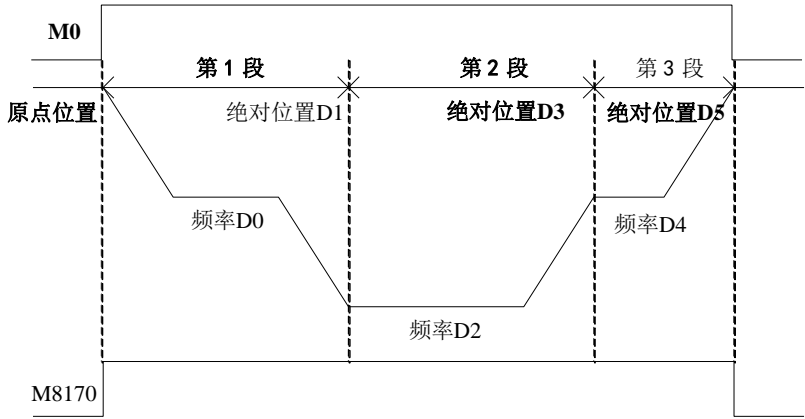 M0
第 1 段
第 2 段
第 3 段
原点位置
绝对位置D1
绝对位置D3
绝对位置D5
频率D0
频率D4
频率D2
M8170